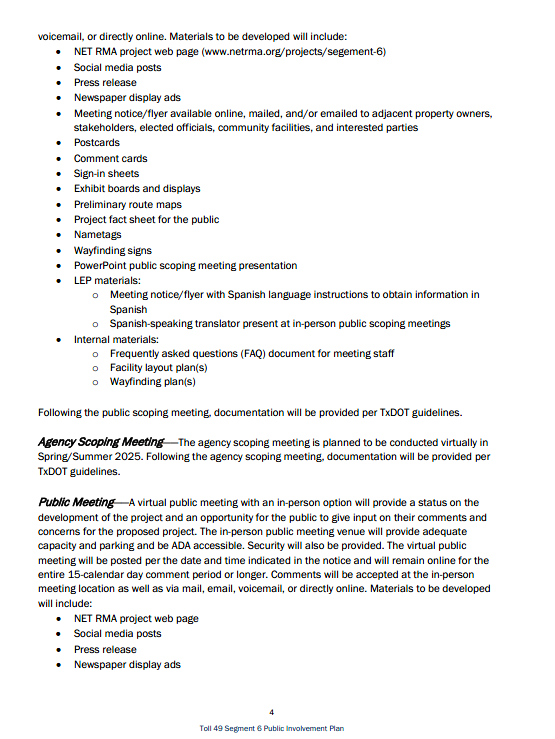 voicemail, or directly online. Materials to be developed will include:
• NET RMA project web page (www.netrma.org/projects/segement-6)
• Social media posts
• Press release
• Newspaper display ads
• Meeting notice/flyer available online, mailed, and/or emailed to adjacent property owners,
stakeholders, elected officials, community facilities, and interested parties
• Postcards
• Comment cards
• Sign-in sheets
• Exhibit boards and displays
• Preliminary route maps
• Project fact sheet for the public
• Nametags
• Wayfinding signs
• PowerPoint public scoping meeting presentation
• LEP materials:
o Meeting notice/flyer with Spanish language instructions to obtain information in
Spanish
o Spanish-speaking translator present at in-person public scoping meetings
• Internal materials:
o Frequently asked questions (FAQ) document for meeting staff
o Facility layout plan(s)
o Wayfinding plan(s)
Following the public scoping meeting, documentation will be provided per TxDOT guidelines.
Agency Scoping Meeting—The agency scoping meeting is planned to be conducted virtually in
Spring/Summer 2025. Following the agency scoping meeting, documentation will be provided per
TxDOT guidelines.
Public Meeting—A virtual public meeting with an in-person option will provide a status on the
development of the project and an opportunity for the public to give input on their comments and
concerns for the proposed project. The in-person public meeting venue will provide adequate
capacity and parking and be ADA accessible. Security will also be provided. The virtual public
meeting will be posted per the date and time indicated in the notice and will remain online for the
entire 15-calendar day comment period or longer. Comments will be accepted at the in-person
meeting location as well as via mail, email, voicemail, or directly online. Materials to be developed
will include:
• NET RMA project web page
• Social media posts
• Press release
• Newspaper display ads
4
Toll 49 Segment 6 Public Involvement Plan